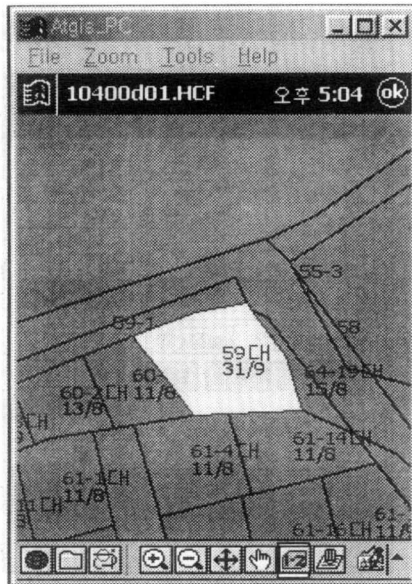 Atgis_PC
File Zoom Tools Help
10400d01.HCF 오후 5:04 ok
55-3
59-1
58
59대
31/9
64-19대
15/8
60-2대
13/8
11/8
61-14대
11/8
61-4대
11/8
61-1대
11/8
61-16대